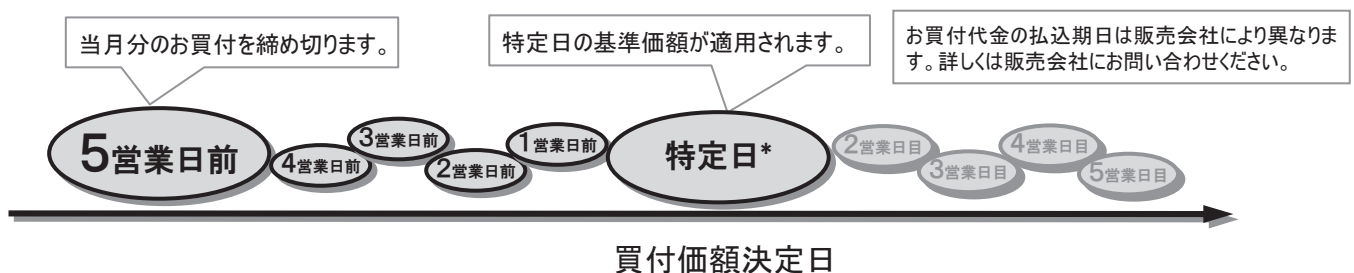 当月分のお買付を締め切ります。
特定日の基準価額が適用されます。
お買付代金の払込期日は販売会社により異なりま
す。詳しくは販売会社にお問い合わせください。
5営業日前
4営業日前
3営業日前
2営業日前
1営業日前
特定日*
2営業日目
3営業日目
4営業日目
5営業日目
買付価額決定日